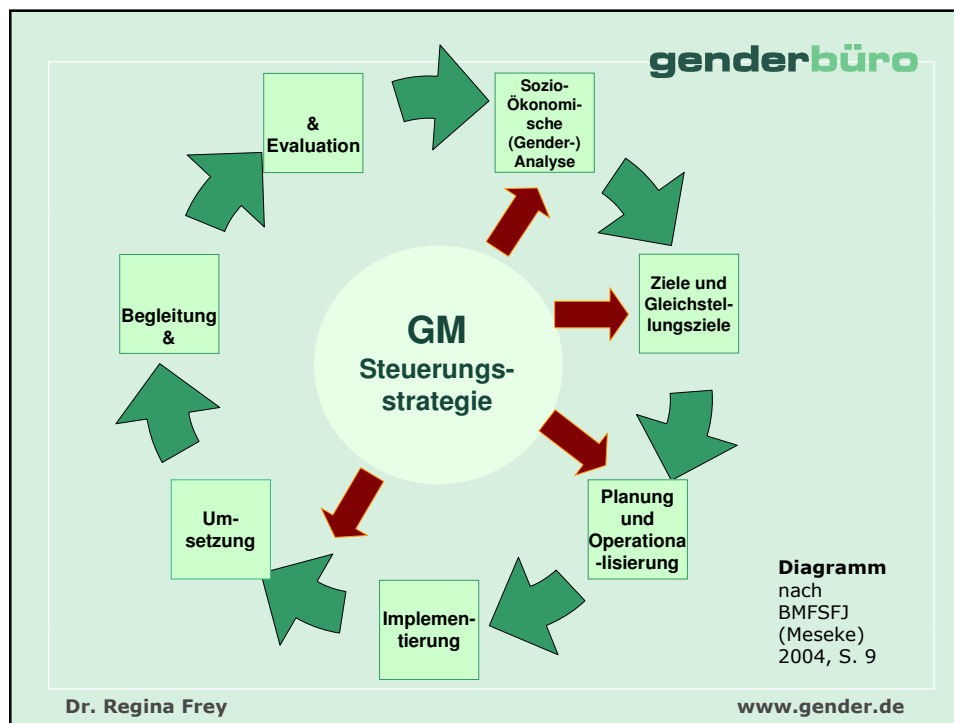 genderbüro
Sozio-
Ökonomi-
sche
(Gender-)
Analyse
Ziele und
Gleichstel-
lungsziele
Planung
und
Operationa
-lisierung
Implemen-
tierung
Um-
setzung
Begleitung
&
&
Evaluation
GM
Steuerungs-
strategie
Diagramm
nach
BMFSFJ
(Meseke)
2004, S. 9
Dr. Regina Frey
www.gender.de